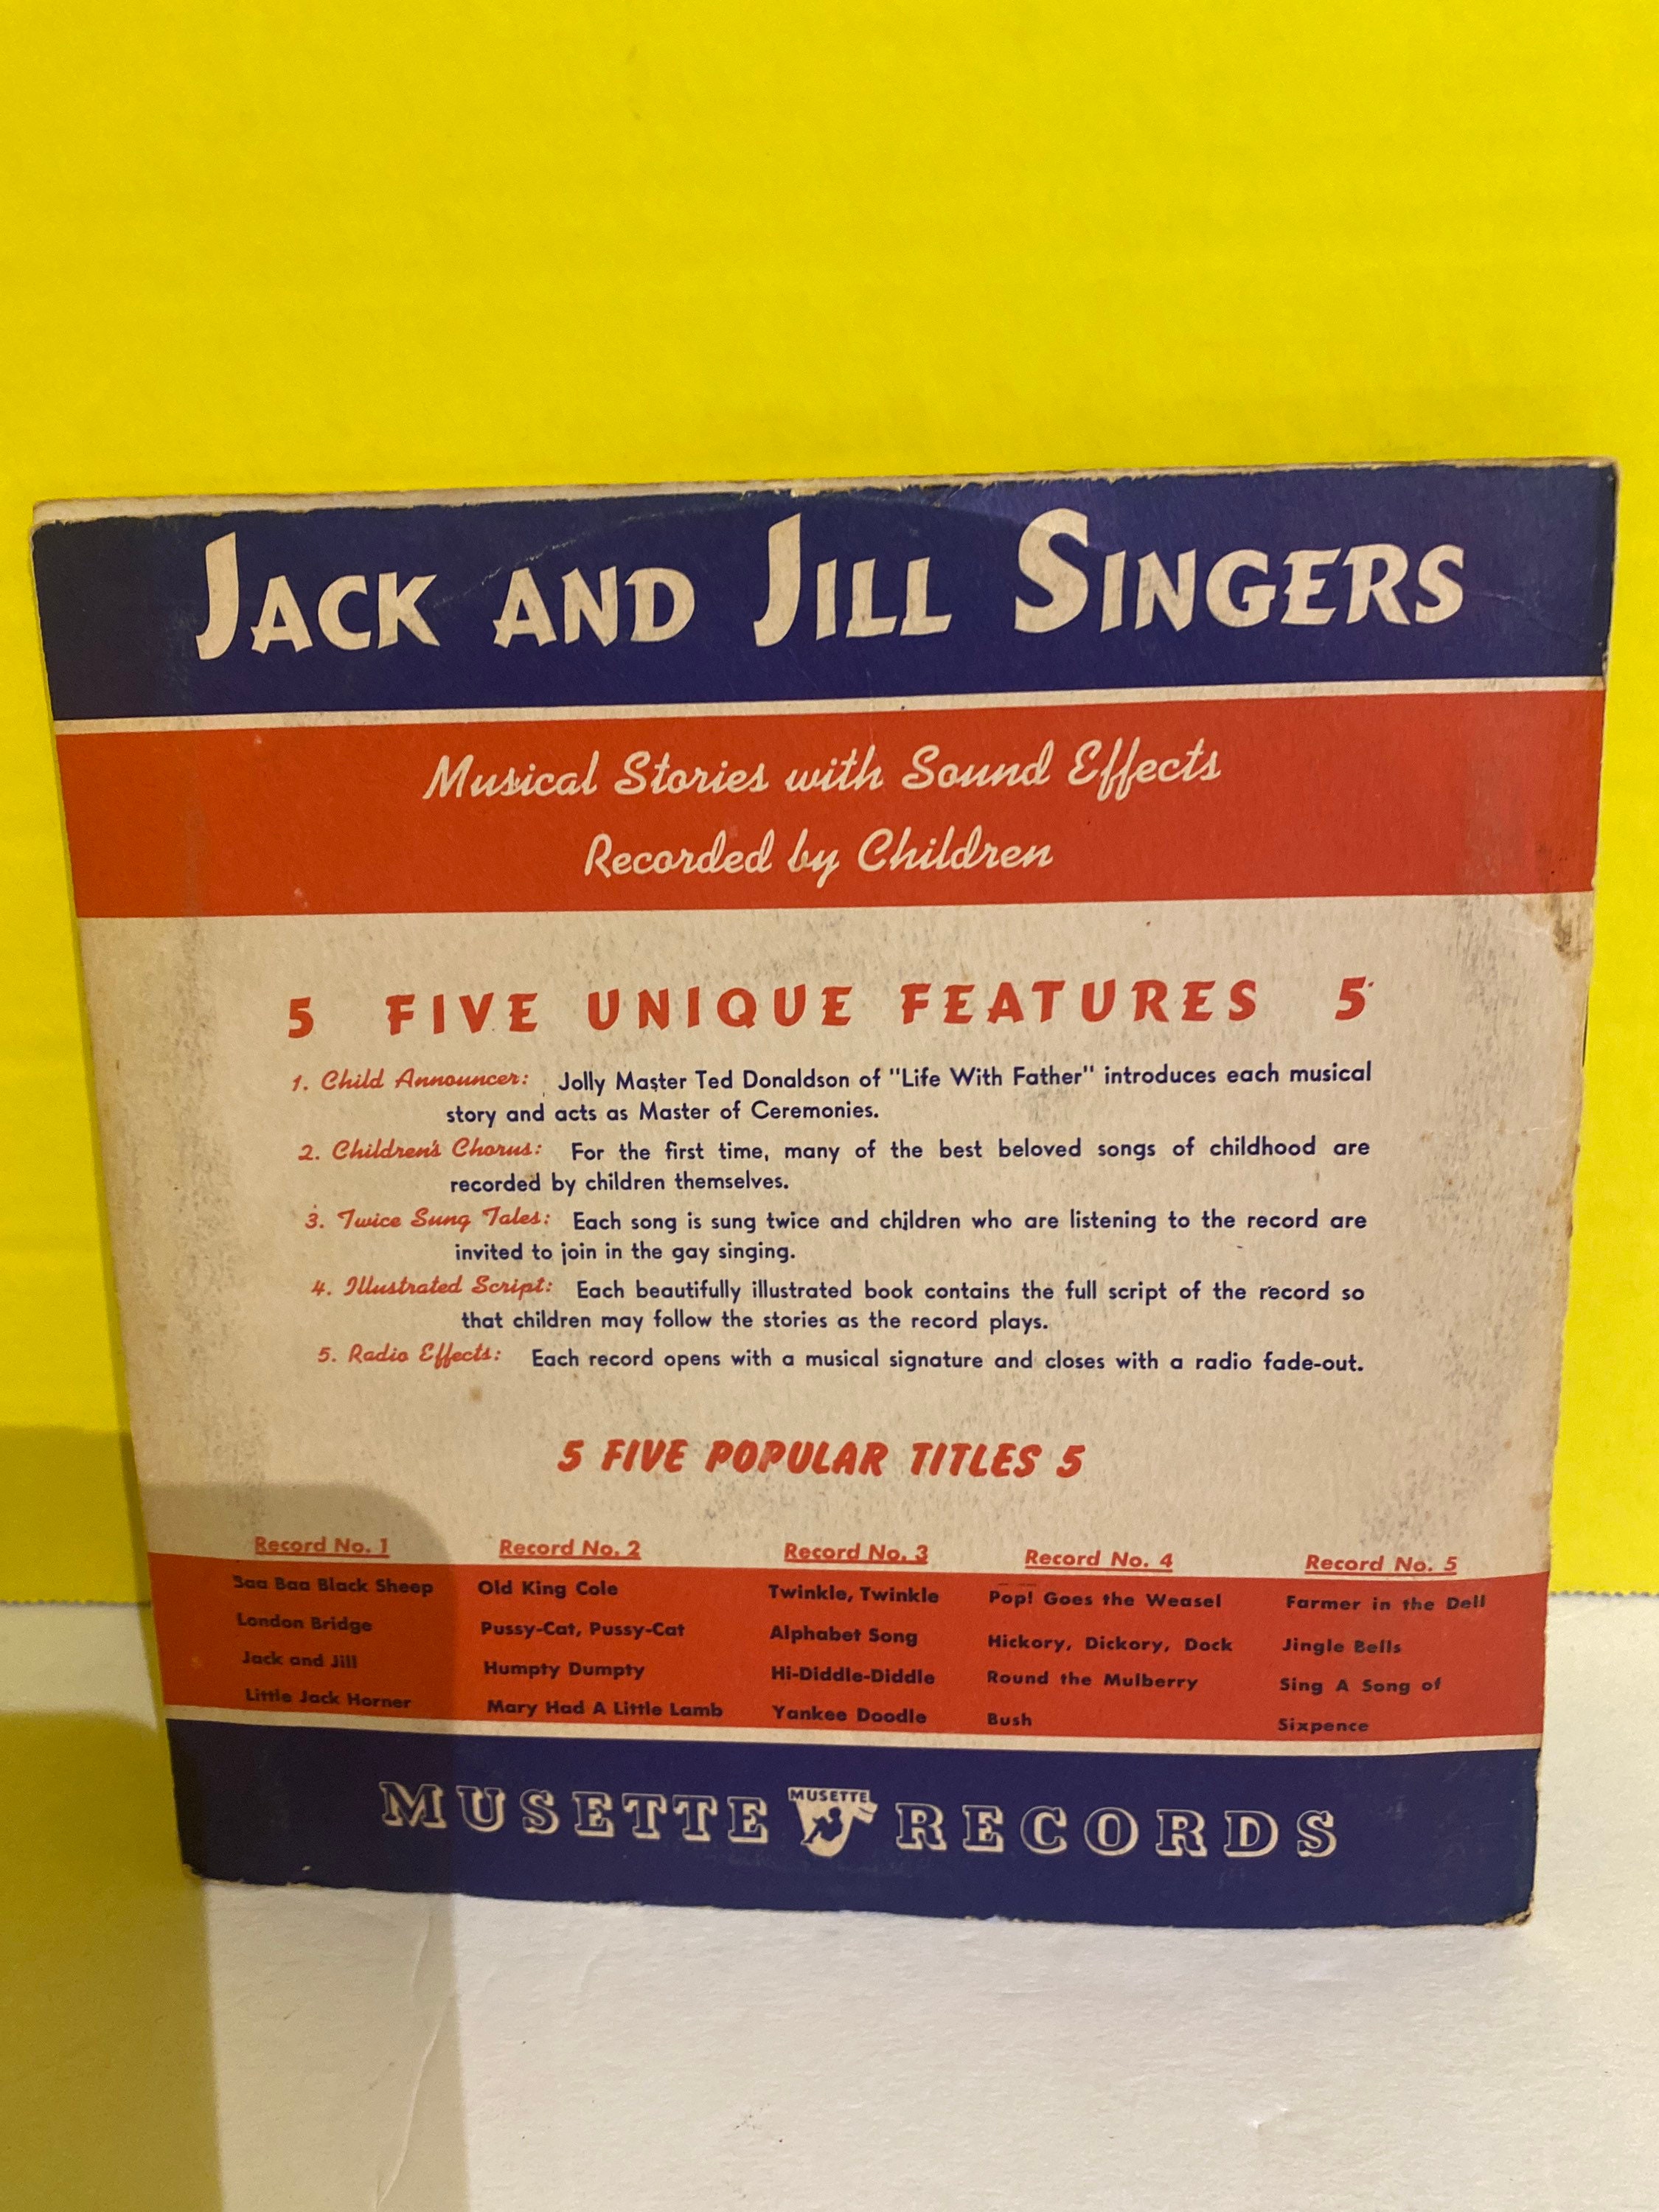 JACK AND JILL SINGERS
Musical Stories with Sound Effects
Recorded by Children
5 FIVE UNIQUE FEATURES 5
1. Child Announcer: Jolly Master Ted Donaldson of "Life With Father" introduces each musical
story and acts as Master of Ceremonies.
2. Children's Chorus: For the first time, many of the best beloved songs of childhood are
recorded by children themselves.
3. Twice Sung Tales: Each song is sung twice and children who are listening to the record are
invited to join in the gay singing.
4. Illustrated Script: Each beautifully illustrated book contains the full script of the record so
that children may follow the stories as the record plays.
5. Radio Effects: Each record opens with a musical signature and closes with a radio fade-out.
5 FIVE POPULAR TITLES 5
Record No. 1
Baa Baa Black Sheep
London Bridge
Jack and Jill
Little Jack Horner
Record No. 2
Old King Cole
Pussy-Cat, Pussy-Cat
Humpty Dumpty
Mary Had A Little Lamb
Record No. 3
Twinkle, Twinkle
Alphabet Song
Hi-Diddle-Diddle
Yankee Doodle
Record No. 4
Pop! Goes the Weasel
Hickory, Dickory, Dock
Round the Mulberry
Bush
Record No. 5
Farmer in the Dell
Jingle Bells
Sing A Song of
Sixpence
MUSETTE MUSETTE RECORDS